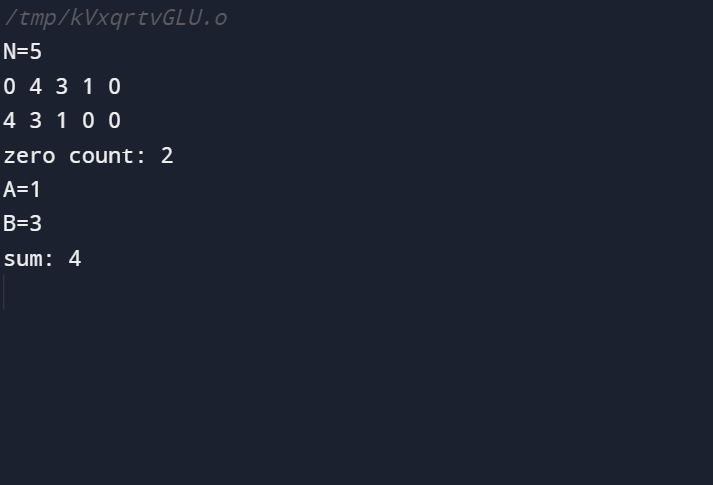 /tmp/kVxqrtvGLU.o
N=5
0 4 3 1 0
4 3 1 0 0
zero count: 2
A=1
B=3
sum: 4